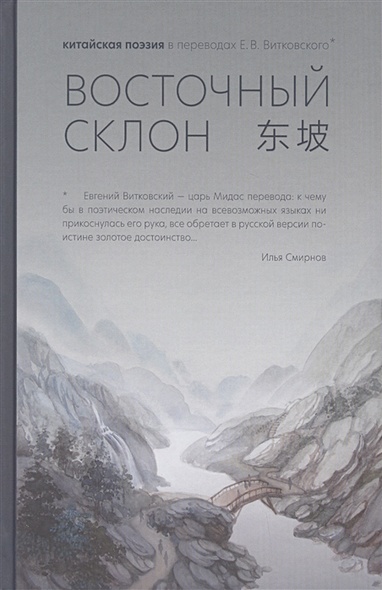 китайская поэзия в переводах Е. В. Витковского*
ВОСТОЧНЫЙ
СКЛОН 东坡
* Евгений Витковский — царь Мидас перевода: к чему
бы в поэтическом наследии на всевозможных языках ни
прикоснулась его рука, все обретает в русской версии по-
истине золотое достоинство...
Илья Смирнов